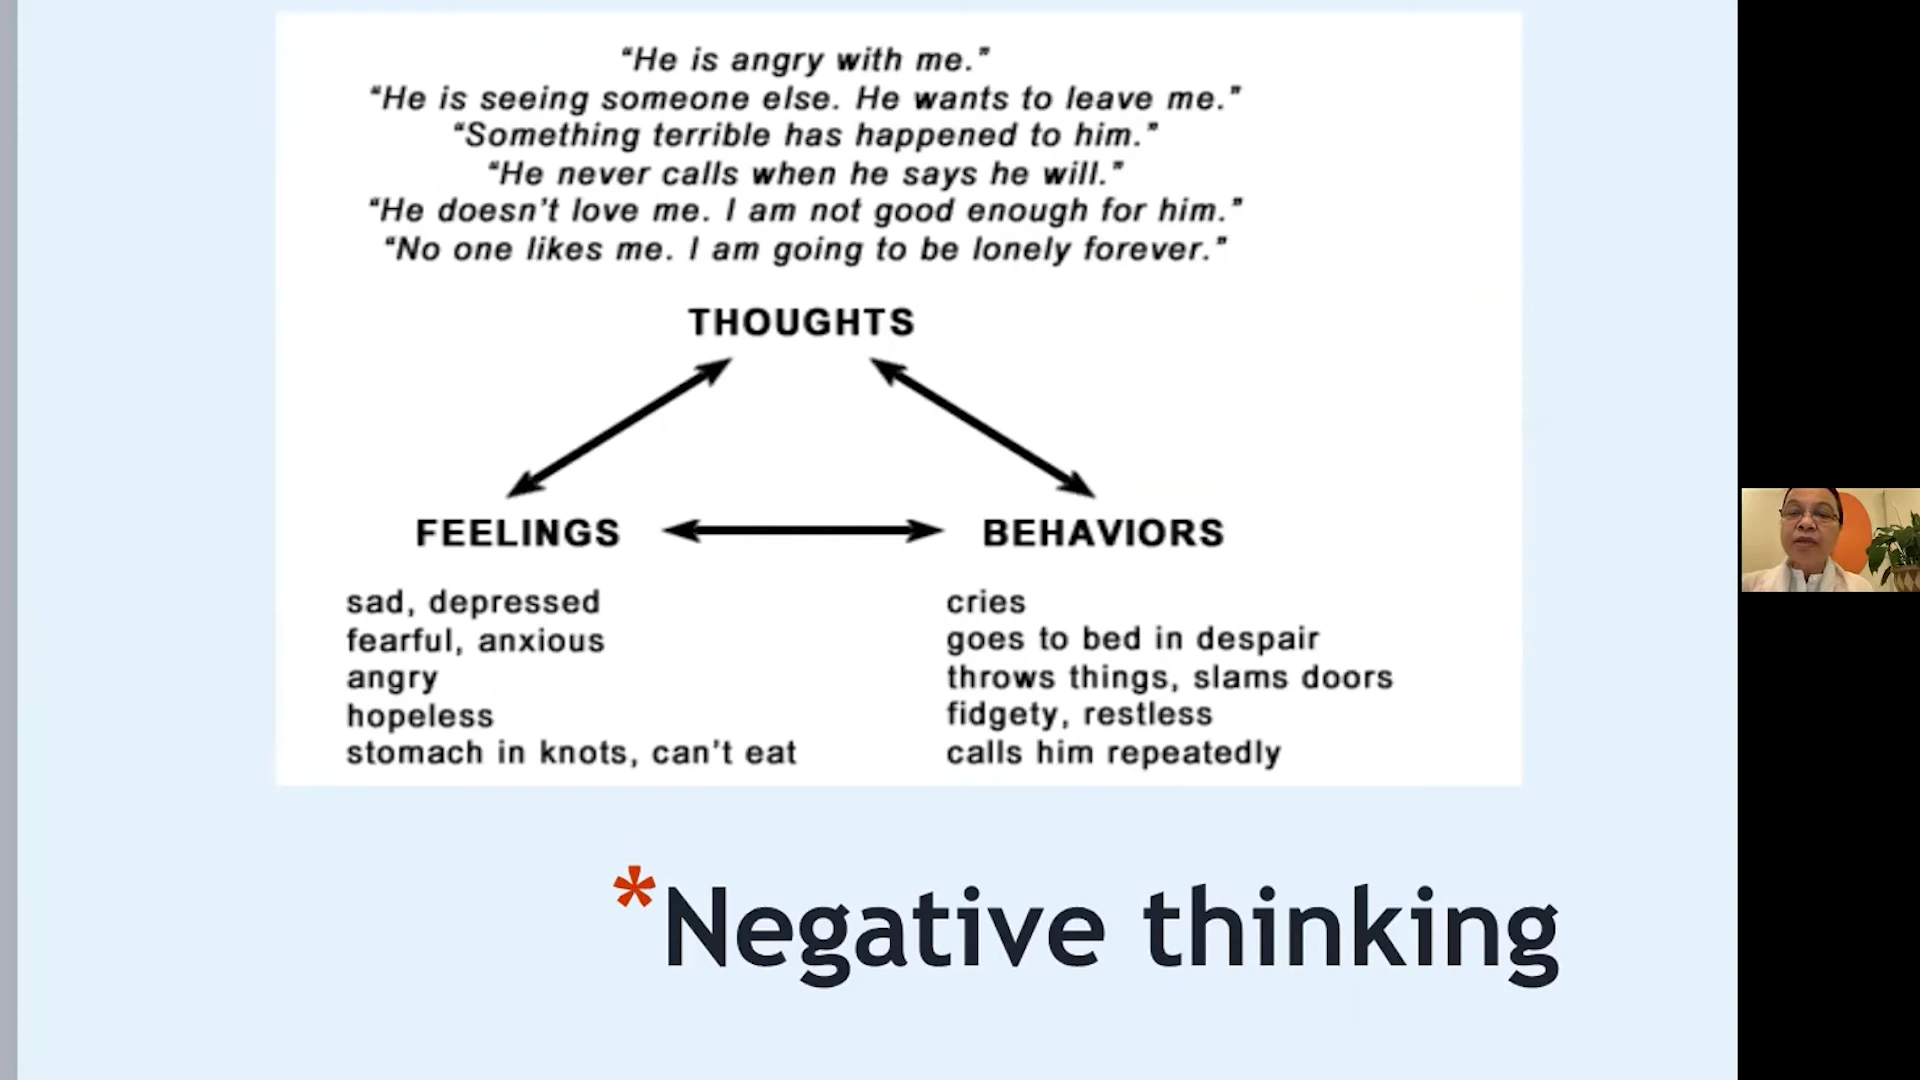 “He is angry with me.”
“He is seeing someone else. He wants to leave me.”
“Something terrible has happened to him.”
“He never calls when he says he will.”
“He doesn’t love me. I am not good enough for him.”
“No one likes me. I am going to be lonely forever.”
THOUGHTS
FEELINGS
BEHAVIORS
sad, depressed
fearful, anxious
angry
hopeless
stomach in knots, can’t eat
cries
goes to bed in despair
throws things, slams doors
fidgety, restless
calls him repeatedly
*Negative thinking